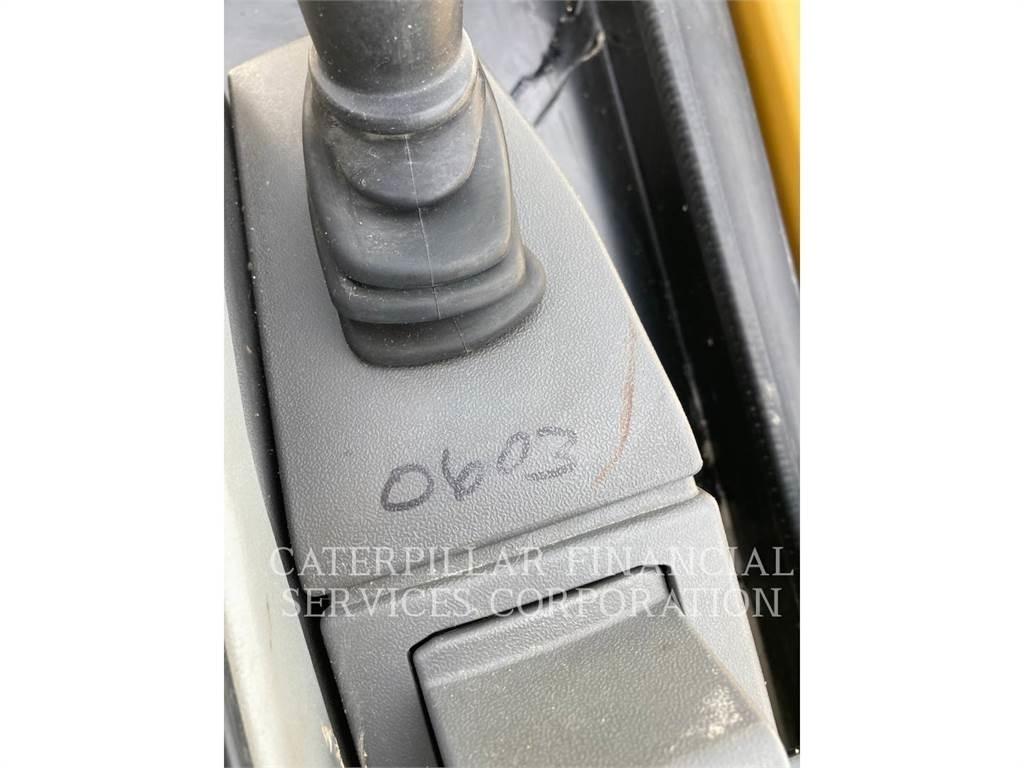 0603
CATERPILLAR FINANCIAL
SERVICES CORPORATION